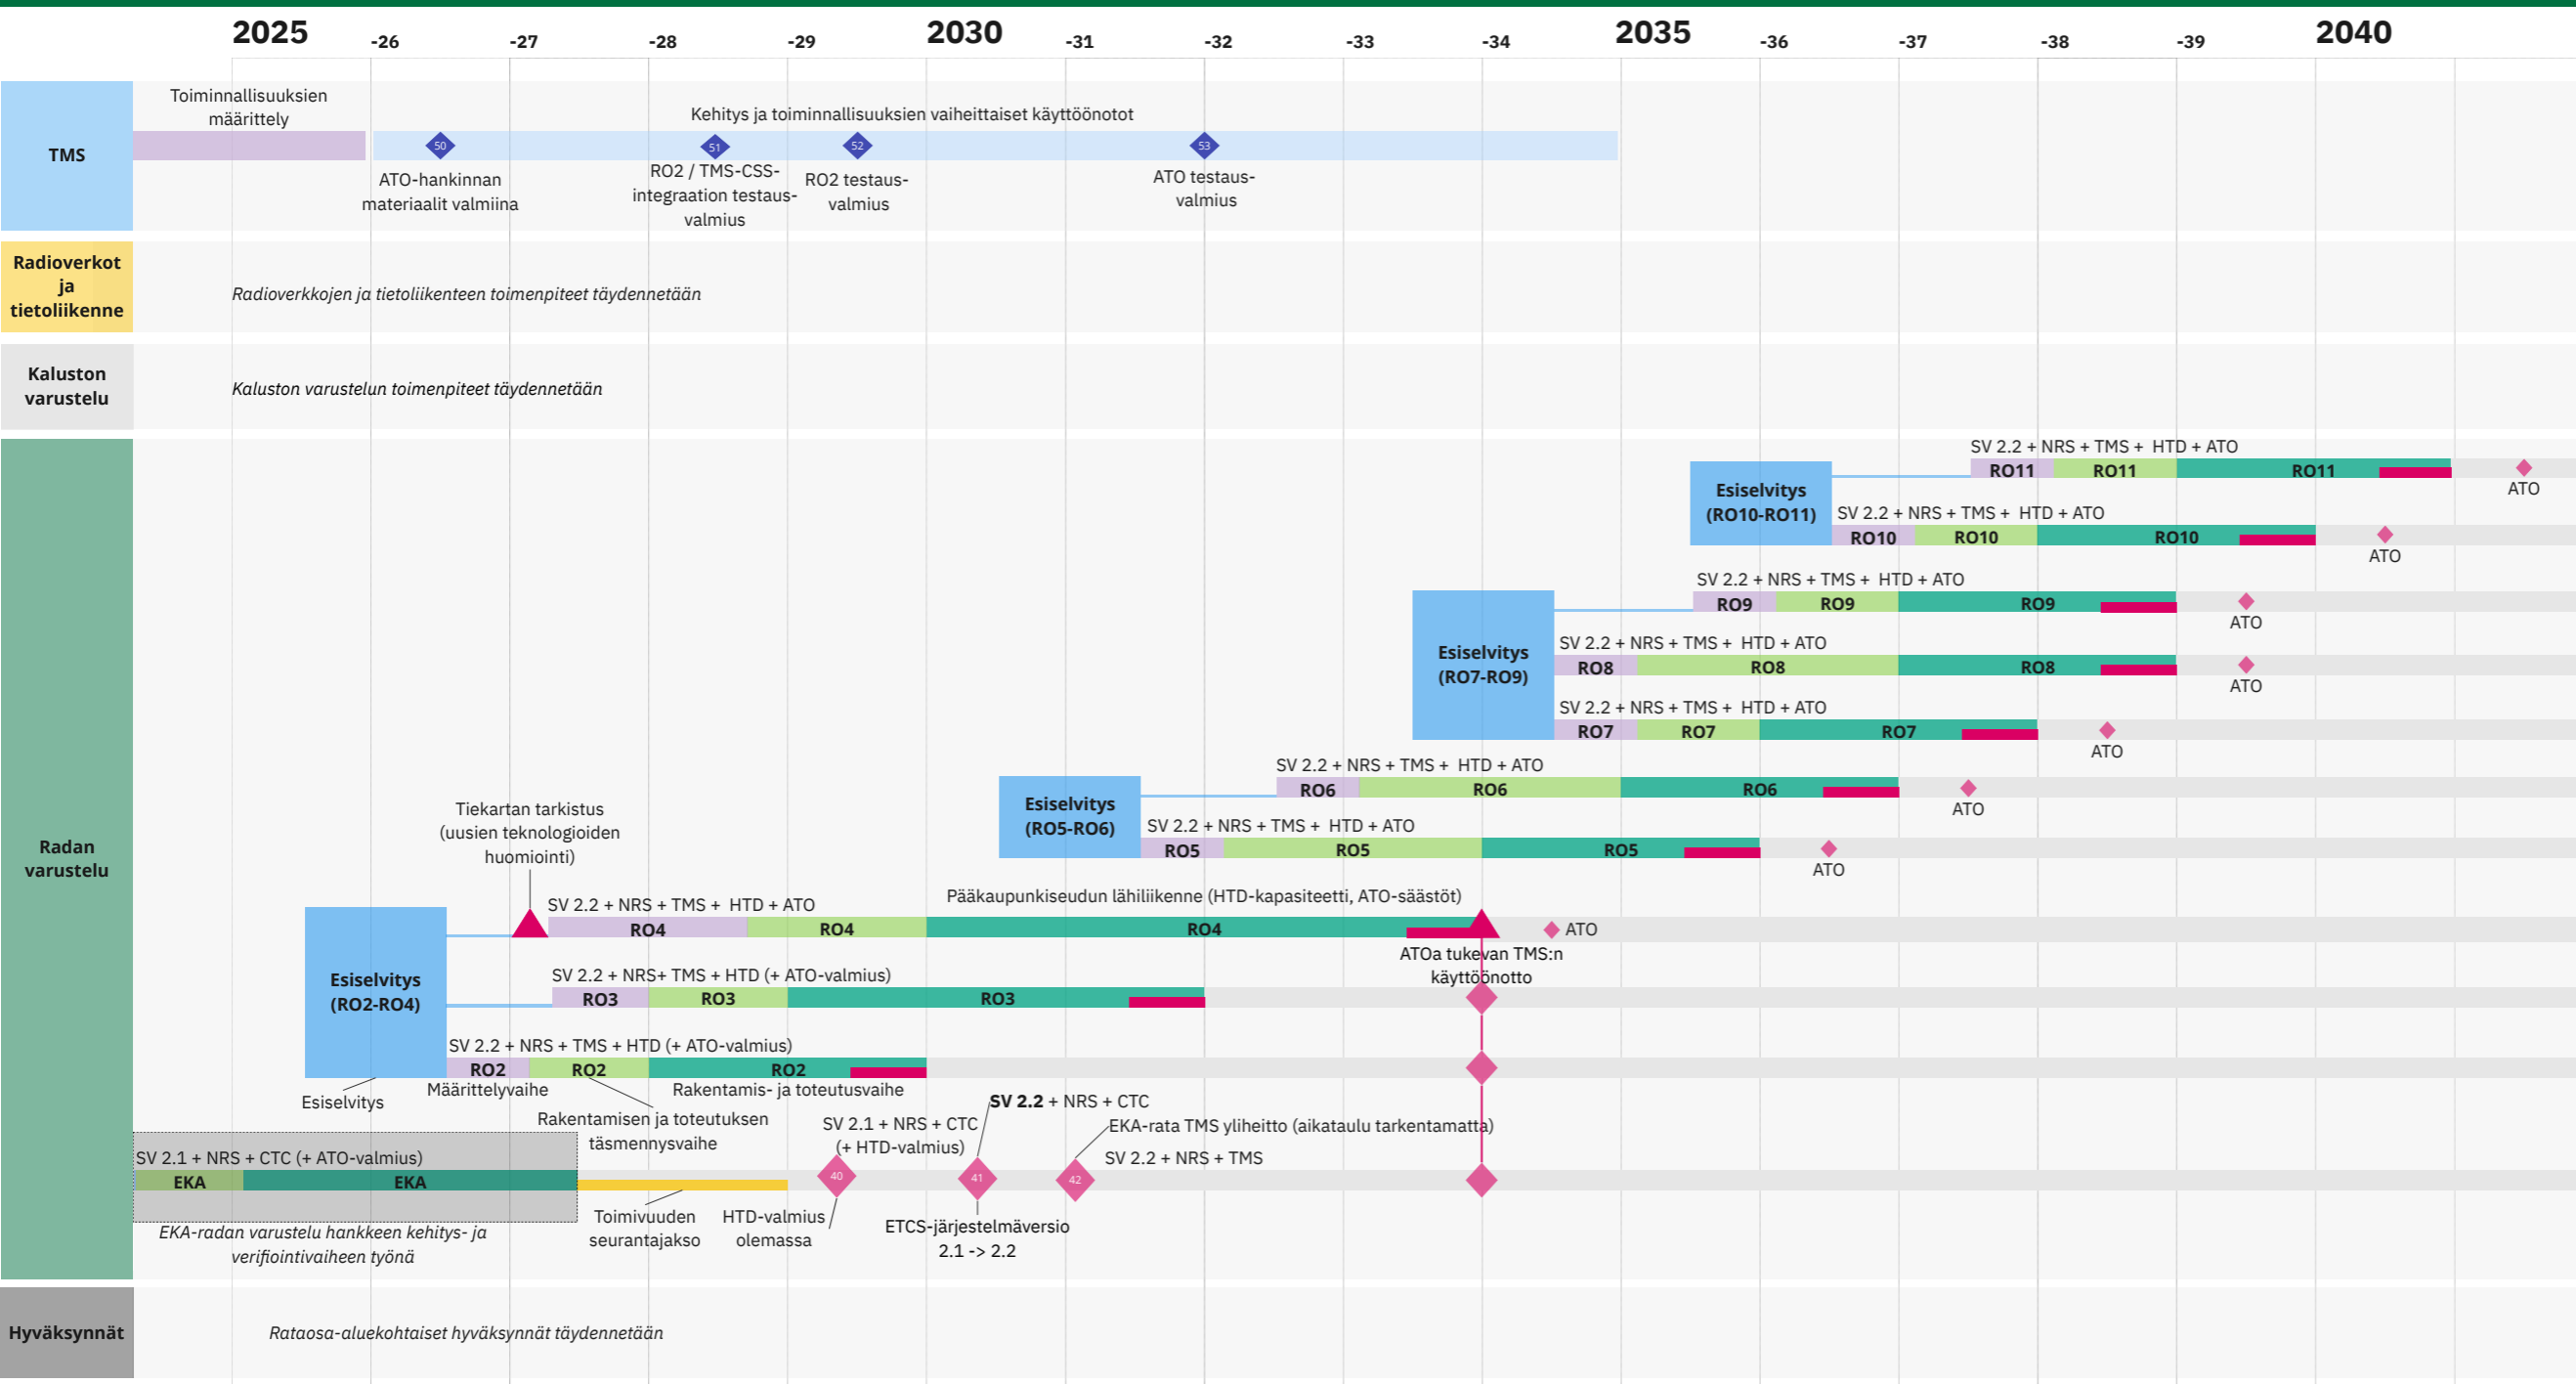 2025 -26 -27 -28 -29 2030 -31 -32 -33 -34 2035 -36 -37 -38 -39 2040
TMS
Toiminnallisuuksien
määrittely
Kehitys ja toiminnallisuuksien vaiheittaiset käyttöönotot
50
51
52
53
ATO-hankinnan
materiaalit valmiina
RO2 / TMS-CSS-
integraation testaus-
valmius
RO2 testaus-
valmius
ATO testaus-
valmius
Radioverkot
ja
tietoliikenne
Radioverkkojen ja tietoliikenteen toimenpiteet täydennetään
Kaluston
varustelu
Kaluston varustelun toimenpiteet täydennetään
Radan
varustelu
Esiselvitys
(RO10-RO11)
SV 2.2 + NRS + TMS + HTD + ATO
RO11 RO11 RO11
ATO
SV 2.2 + NRS + TMS + HTD + ATO
RO10 RO10 RO10
ATO
Esiselvitys
(RO7-RO9)
SV 2.2 + NRS + TMS + HTD + ATO
RO9 RO9 RO9
ATO
SV 2.2 + NRS + TMS + HTD + ATO
RO8 RO8 RO8
ATO
SV 2.2 + NRS + TMS + HTD + ATO
RO7 RO7 RO7
ATO
Esiselvitys
(RO5-RO6)
SV 2.2 + NRS + TMS + HTD + ATO
RO6 RO6 RO6
ATO
SV 2.2 + NRS + TMS + HTD + ATO
RO5 RO5 RO5
ATO
Tiekartan tarkistus
(uusien teknologioiden
huomiointi)
Esiselvitys
(RO2-RO4)
SV 2.2 + NRS + TMS + HTD + ATO
Pääkaupunkiseudun lähiliikenne (HTD-kapasiteetti, ATO-säästöt)
RO4 RO4 RO4
ATO
ATOa tukevan TMS:n
käyttöönotto
SV 2.2 + NRS+ TMS + HTD (+ ATO-valmius)
RO3 RO3 RO3
SV 2.2 + NRS + TMS + HTD (+ ATO-valmius)
RO2 RO2 RO2
Esiselvitys
Määrittelyvaihe
Rakentamisen ja toteutuksen
täsmennysvaihe
Rakentamis- ja toteutusvaihe
SV 2.1 + NRS + CTC
(+ HTD-valmius)
SV 2.2 + NRS + CTC
EKA-rata TMS yliheitto (aikataulu tarkentamatta)
SV 2.2 + NRS + TMS
SV 2.1 + NRS + CTC (+ ATO-valmius)
EKA EKA
40
41
42
EKA-radan varustelu hankkeen kehitys- ja
verifiointivaiheen työnä
Toimivuuden
seurantajakso
HTD-valmius
olemassa
ETCS-järjestelmäversio
2.1 -> 2.2
Hyväksynnät
Rataosa-aluekohtaiset hyväksynnät täydennetään